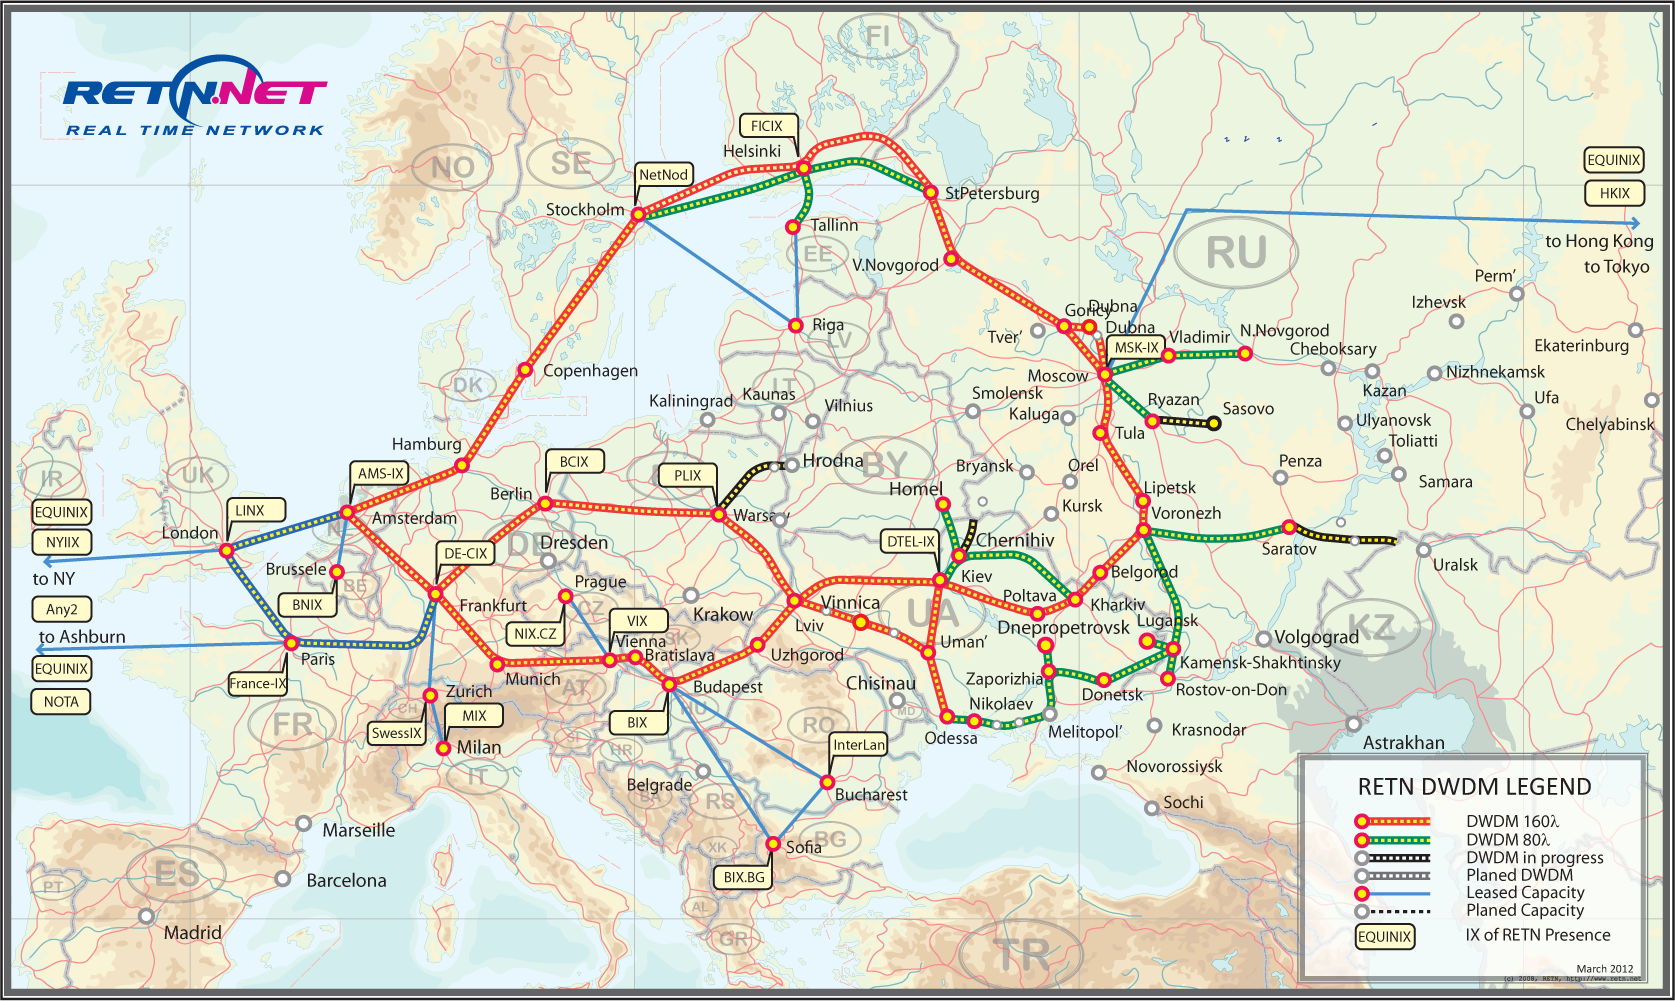 RETN.NET
REAL TIME NETWORK
FI
NO
SE
FICIX
Helsinki
NetNod
Stockholm
StPetersburg
Tallinn
EE
V.Novgorod
RU
EQUINIX
HKIX
to Hong Kong
to Tokyo
Perm'
Izhevsk
Ekaterinburg
Riga
LV
Tver'
Goricy
Dubna
Dubna
MSK-IX
Vladimir
N.Novgorod
Cheboksary
Kazan
Nizhnekamsk
Ufa
Chelyabinsk
Moscow
Copenhagen
DK
LT
Kaliningrad
Kaunas
Vilnius
Smolensk
Kaluga
Ryazan
Sasovo
Ulyanovsk
Toliatti
Samara
Tula
Hamburg
IR
UK
AMS-IX
BCIX
PLIX
Hrodna
BY
Bryansk
Orel
Penza
Berlin
Homel
Lipetsk
Kursk
Voronezh
EQUINIX
NYIIX
LINX
London
Amsterdam
Warsaw
DTEL-IX
Chernihiv
Saratov
Uralsk
to NY
DE-CIX
DE
Dresden
Brussele
BE
BNIX
Prague
CZ
Kiev
Belgorod
Any2
Frankfurt
Krakow
Vinnica
UA
Poltava
Kharkiv
to Ashburn
NIX.CZ
VIX
Lviv
Dnepropetrovsk
Lugansk
KZ
Volgograd
Vienna
SK
Bratislava
Uzhgorod
Uman'
EQUINIX
NOTA
Paris
France-IX
Munich
Kamensk-Shakhtinsky
Zurich
AT
Budapest
Chisinau
Zaporizhia
Donetsk
Rostov-on-Don
CH
MIX
HU
MD
Nikolaev
FR
SwessIX
BIX
RO
Odessa
Melitopol'
Krasnodar
Astrakhan
Milan
SI
HR
InterLan
IT
Belgrade
Novorossiysk
BA
RS
Bucharest
Sochi
Marseille
XK
Sofia
BG
ES
PT
Barcelona
BIX.BG
AL
Madrid
GR
TR
RETN DWDM LEGEND
DWDM 160λ
DWDM 80λ
DWDM in progress
Planed DWDM
Leased Capacity
Planed Capacity
EQUINIX IX of RETN Presence
March 2012
(c) 2008, RETN, http://www.retn.net